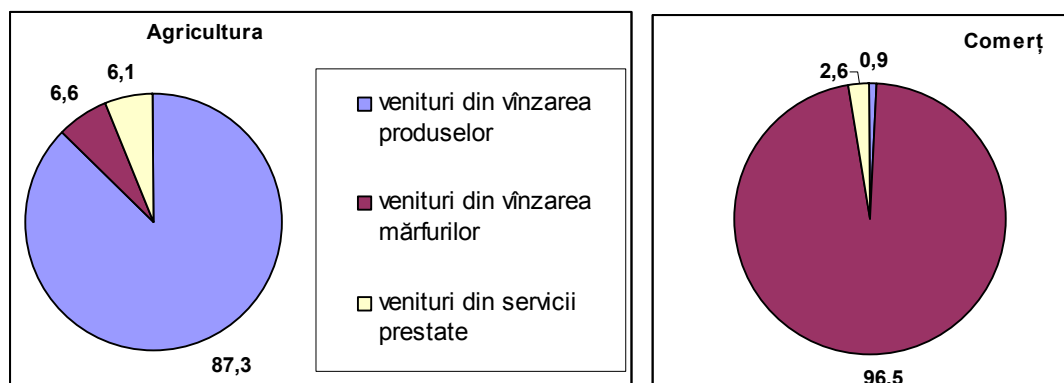 Agricultura
6,1
6,6
87,3
venituri din vînzarea
produselor
venituri din vînzarea
mărfurilor
venituri din servicii
prestate
Comerț
0,9
2,6
96,5